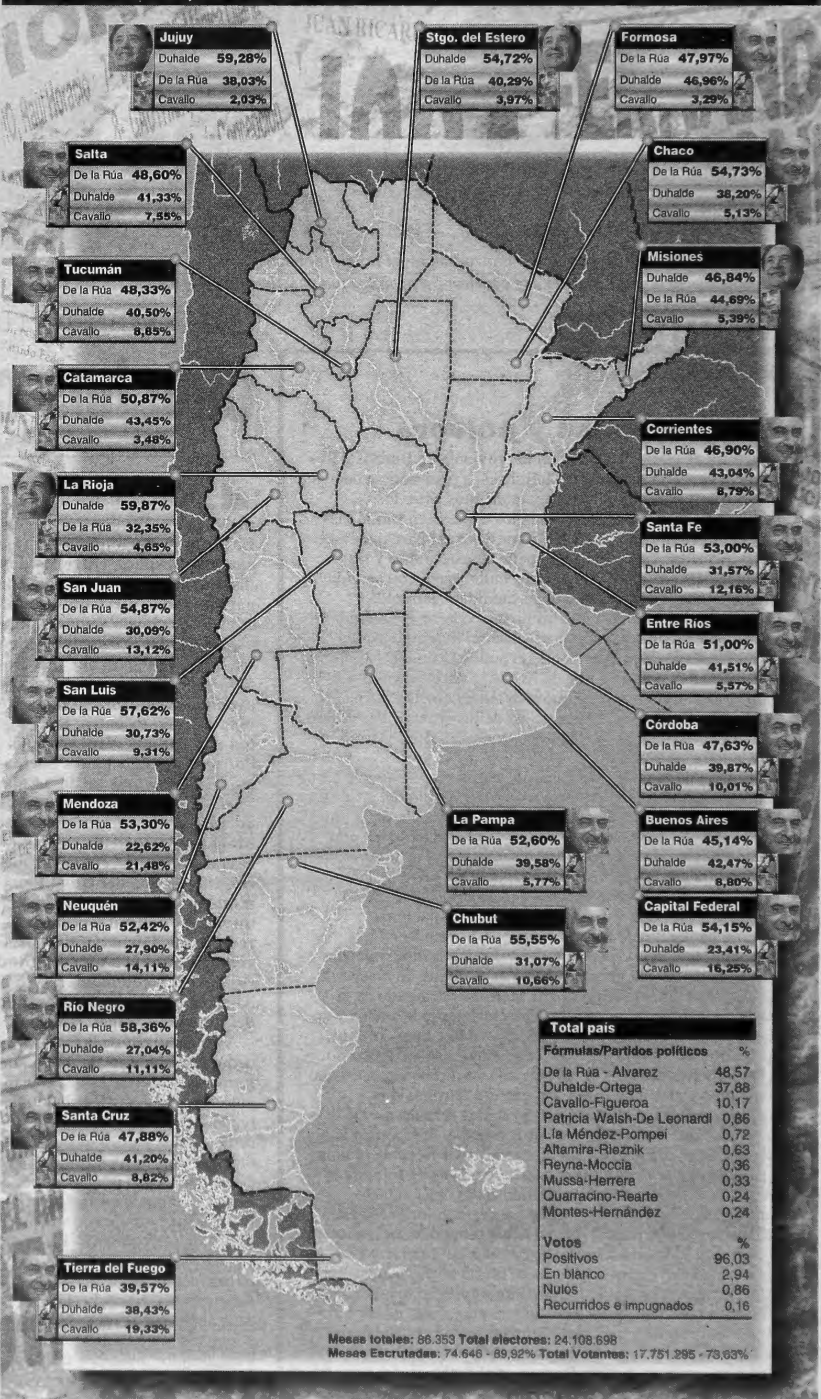 Jujuy
Duhalde 59,28%
De la Rúa 38,03%
Cavallo 2,03%
Stgo. del Estero
Duhalde 54,72%
De la Rúa 40,29%
Cavallo 3,97%
Formosa
De la Rúa 47,97%
Duhalde 46,96%
Cavallo 3,29%
Salta
De la Rúa 48,60%
Duhalde 41,33%
Cavallo 7,55%
Chaco
De la Rúa 54,73%
Duhalde 38,20%
Cavallo 5,13%
Tucumán
De la Rúa 48,33%
Duhalde 40,50%
Cavallo 8,85%
Misiones
Duhalde 46,84%
De la Rúa 44,69%
Cavallo 5,39%
Catamarca
De la Rúa 50,87%
Duhalde 43,45%
Cavallo 3,48%
Corrientes
De la Rúa 46,90%
Duhalde 43,04%
Cavallo 8,79%
La Rioja
Duhalde 59,87%
De la Rúa 32,35%
Cavallo 4,65%
Santa Fe
De la Rúa 53,00%
Duhalde 31,57%
Cavallo 12,16%
San Juan
De la Rúa 54,87%
Duhalde 30,09%
Cavallo 13,12%
Entre Ríos
De la Rúa 51,00%
Duhalde 41,51%
Cavallo 5,57%
San Luis
De la Rúa 57,62%
Duhalde 30,73%
Cavallo 9,31%
Córdoba
De la Rúa 47,63%
Duhalde 39,87%
Cavallo 10,01%
Mendoza
De la Rúa 53,30%
Duhalde 22,62%
Cavallo 21,48%
La Pampa
De la Rúa 52,60%
Duhalde 39,58%
Cavallo 5,77%
Buenos Aires
De la Rúa 45,14%
Duhalde 42,47%
Cavallo 8,80%
Neuquén
De la Rúa 52,42%
Duhalde 27,90%
Cavallo 14,11%
Chubut
De la Rúa 55,55%
Duhalde 31,07%
Cavallo 10,66%
Capital Federal
De la Rúa 54,15%
Duhalde 23,41%
Cavallo 16,25%
Río Negro
De la Rúa 58,36%
Duhalde 27,04%
Cavallo 11,11%
Santa Cruz
De la Rúa 47,88%
Duhalde 41,20%
Cavallo 8,82%
Tierra del Fuego
De la Rúa 39,57%
Duhalde 38,43%
Cavallo 19,33%
Total país
Fórmulas/Partidos políticos %
De la Rúa - Alvarez 48,57
Duhalde-Ortega 37,88
Cavallo-Figueroa 10,17
Patricia Walsh-De Leonardi 0,86
Lía Méndez-Pompei 0,72
Altamira-Rieznik 0,63
Reyna-Moccia 0,36
Mussa-Herrera 0,33
Quarracino-Rearte 0,24
Montes-Hernández 0,24
Votos %
Positivos 96,03
En blanco 2,94
Nulos 0,86
Recurridos e impugnados 0,16
Mesas totales: 86.353 Total electores: 24.108.698
Mesas Escrutadas: 74.646 - 89,92% Total Votantes: 17.751.295 - 73,63%